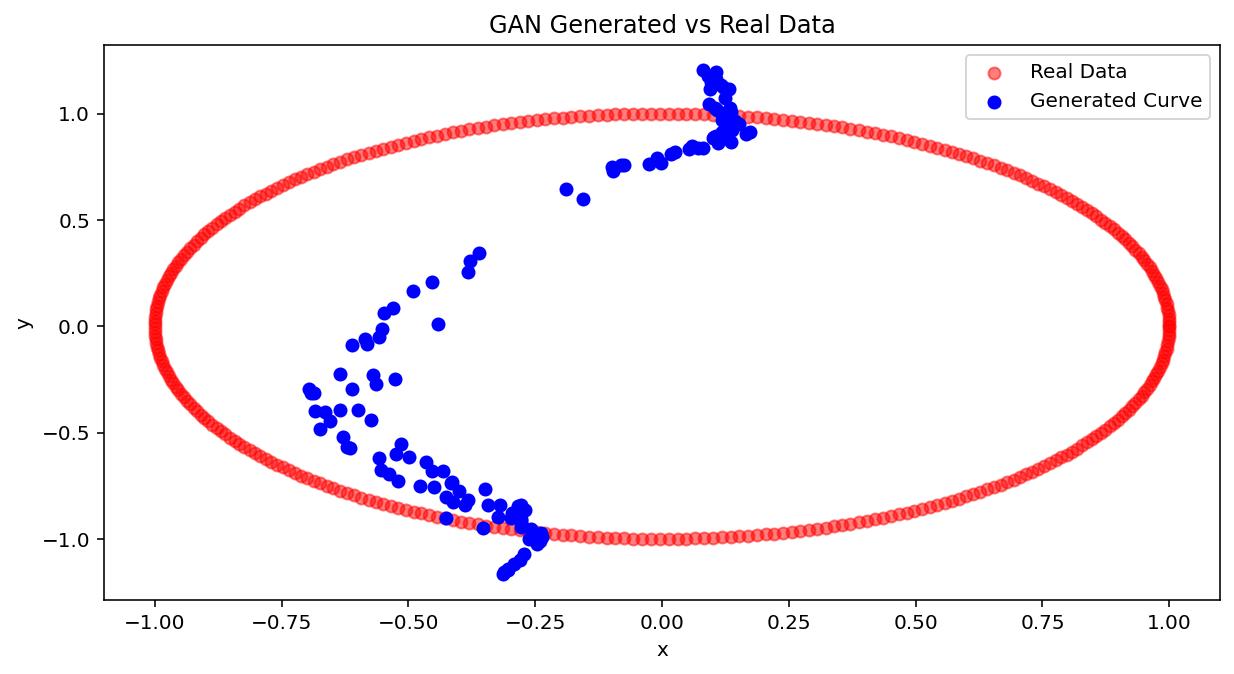 GAN Generated vs Real Data
Real Data
Generated Curve
1.0
0.5
0.0
−0.5
−1.0
y
−1.00 −0.75 −0.50 −0.25 0.00 0.25 0.50 0.75 1.00
x